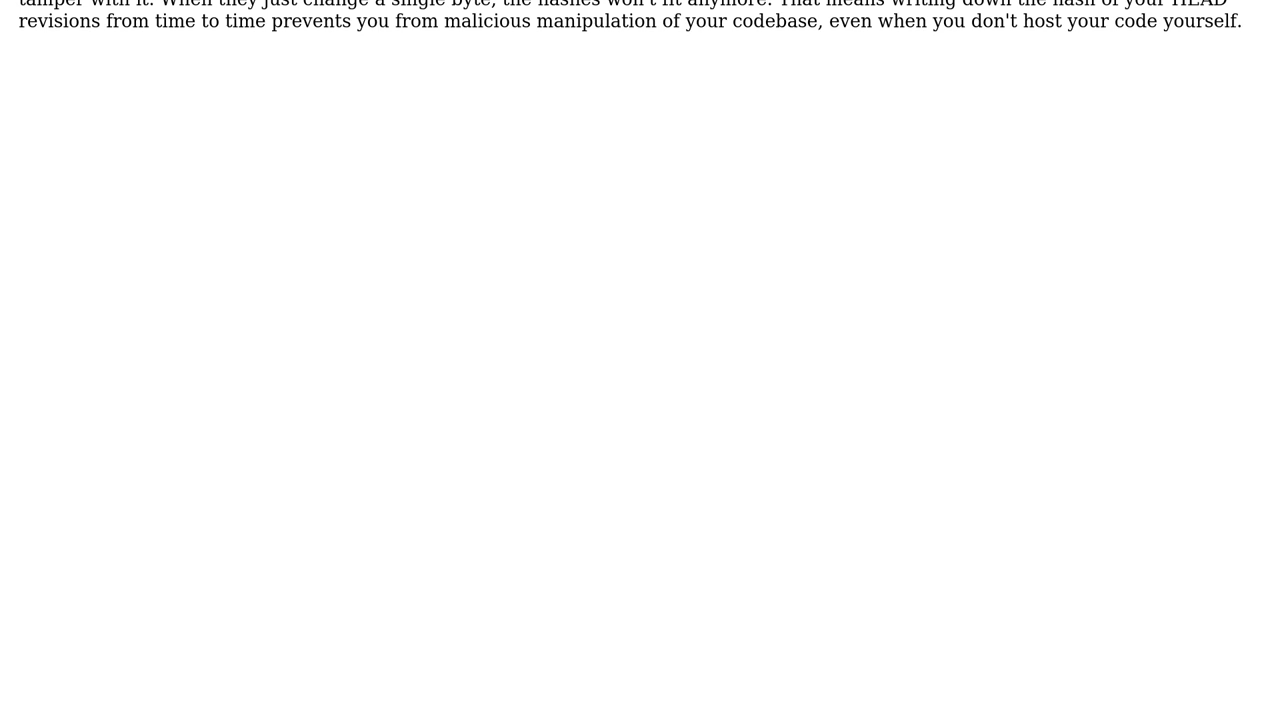 tamper with it. When they just change a single byte, the hashes won't fit anymore. That means writing down the hash of your HEAD
revisions from time to time prevents you from malicious manipulation of your codebase, even when you don't host your code yourself.